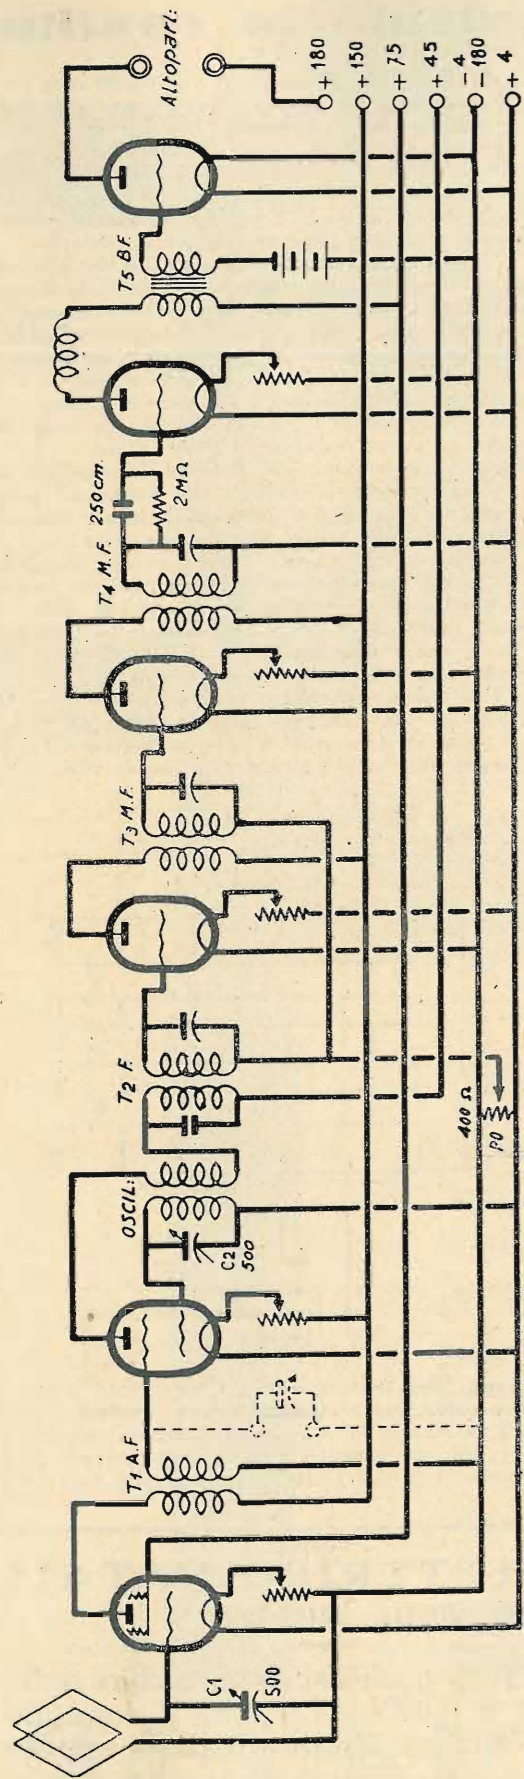 Altoparl:
+ 180
+ 150
+ 75
+ 45
- 4
- 180
+ 4
T5 B.F.
250 cm.
2 MΩ
T4 M.F.
T3 M.F.
T2 F.
OSCIL:
C2
500
400 Ω
PO
T1 A.F
C1
500